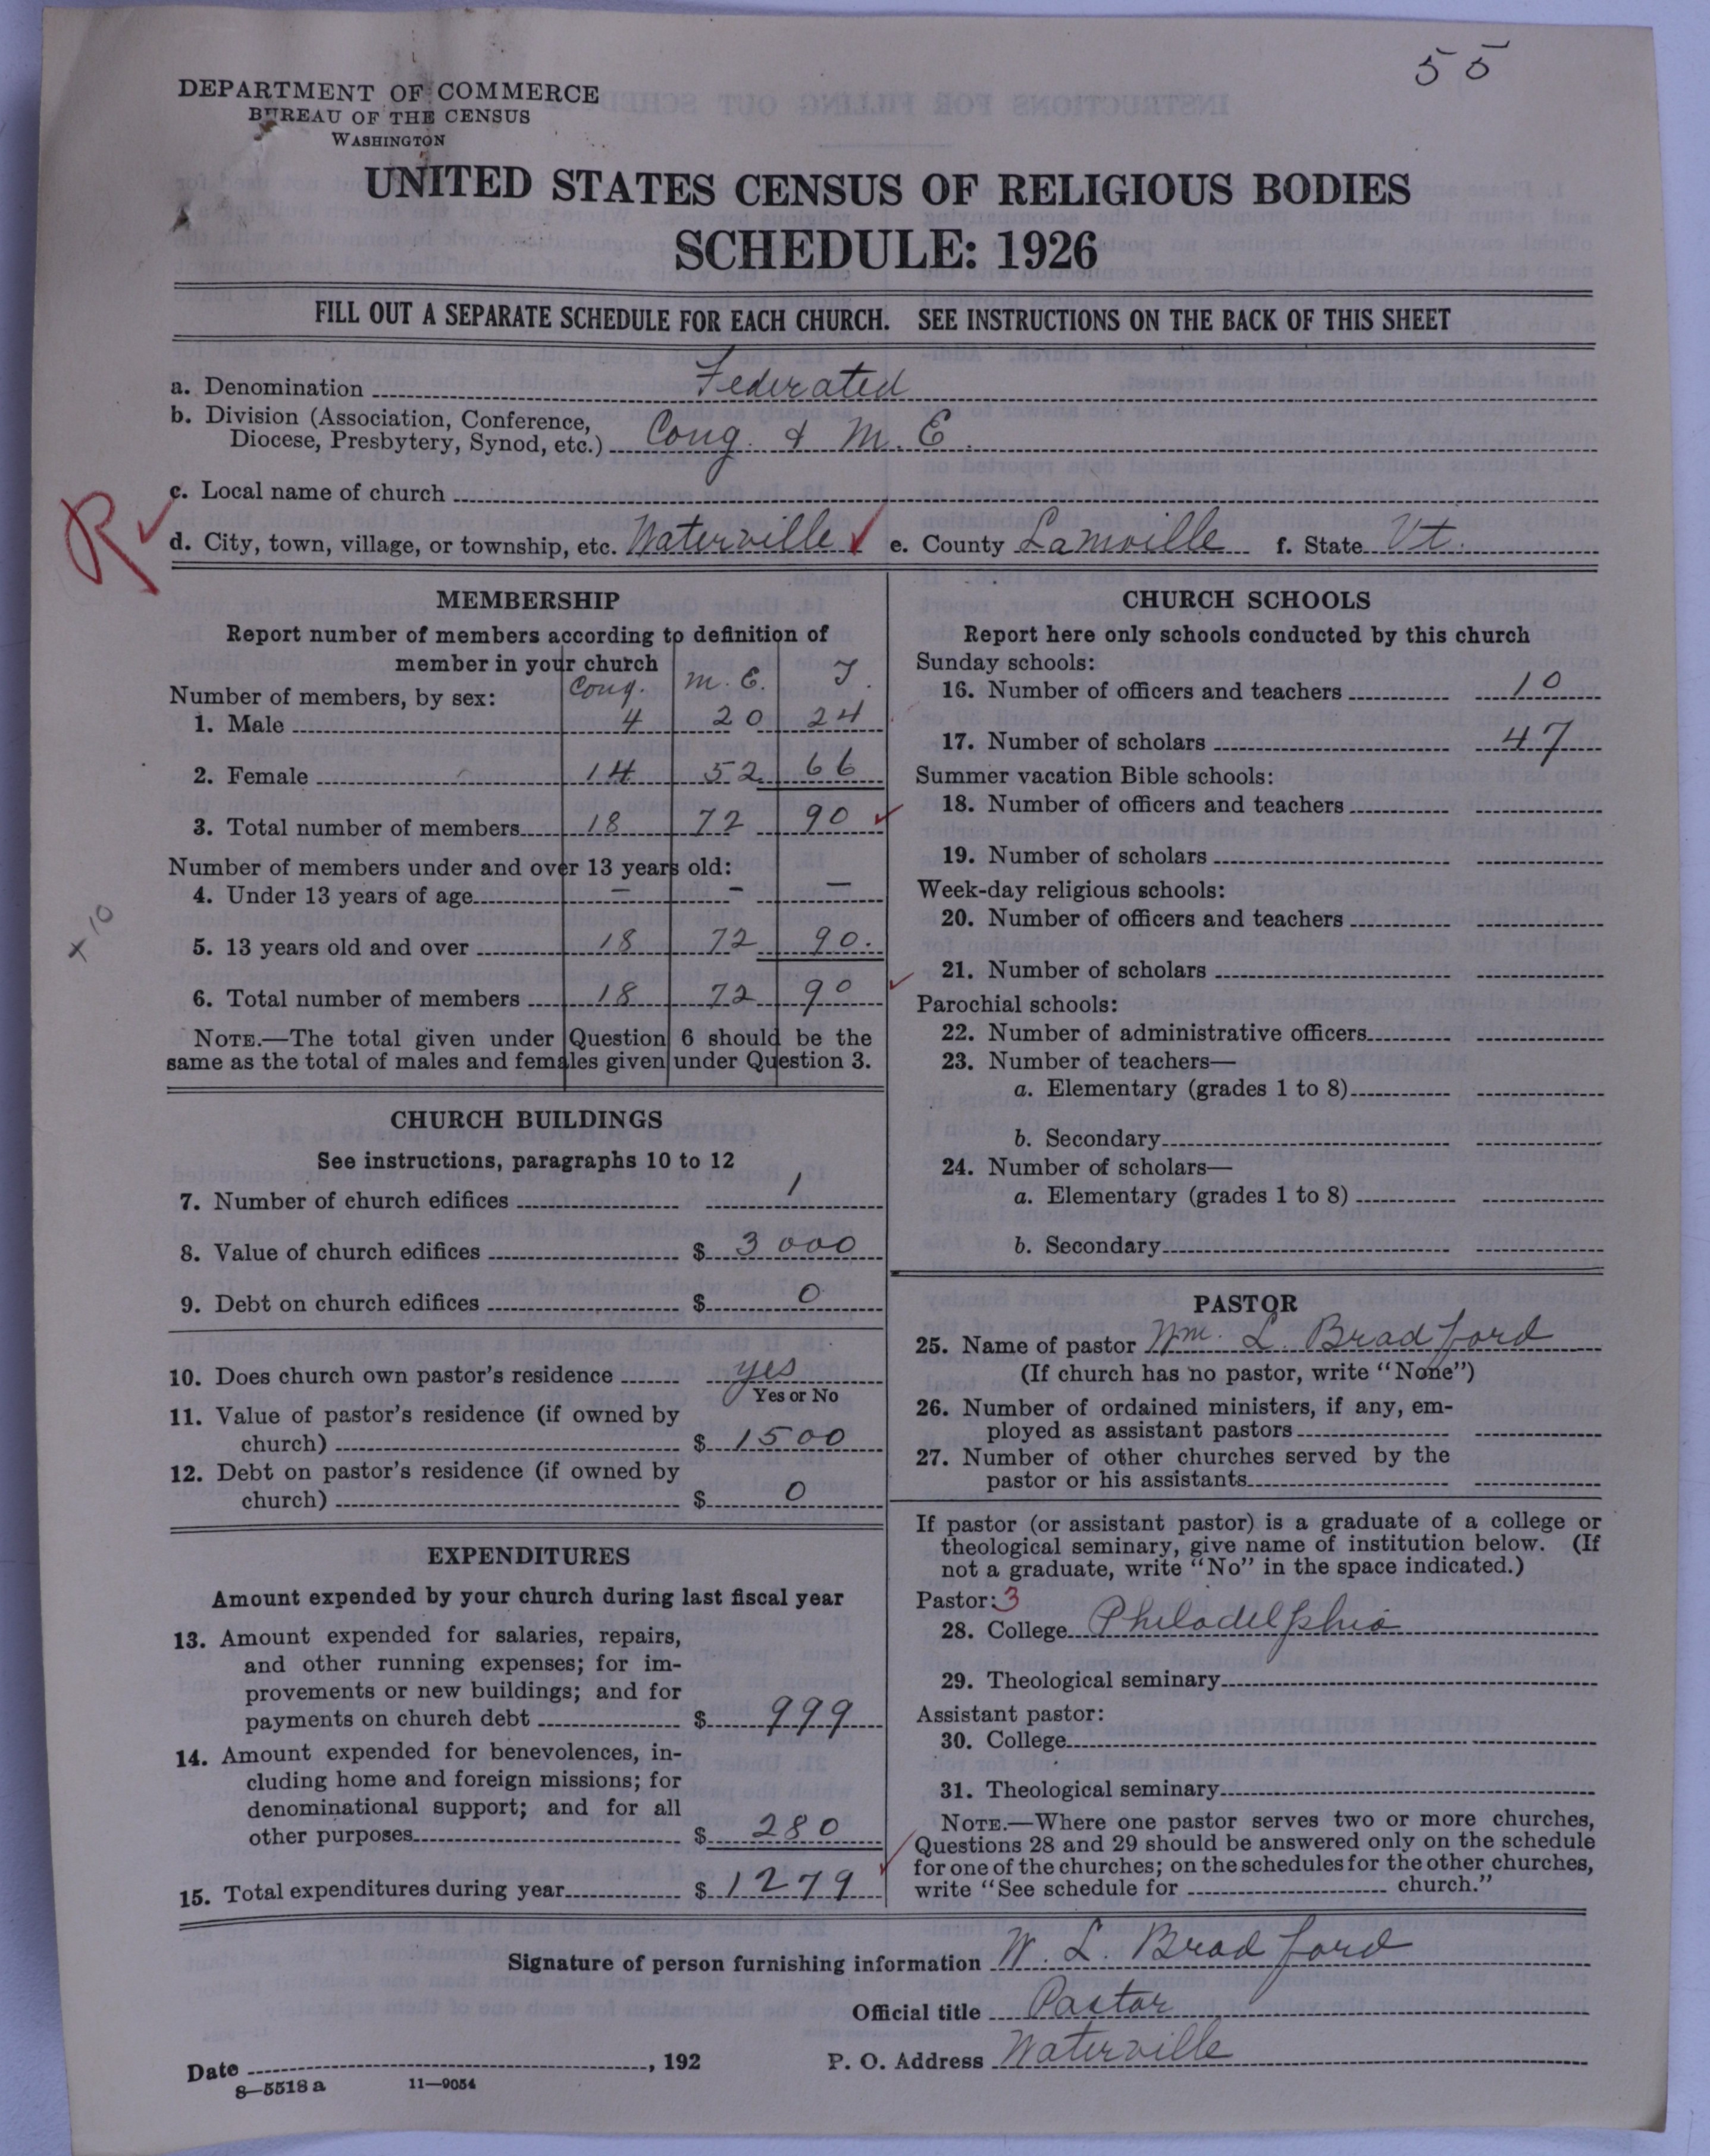 55
DEPARTMENT OF COMMERCE
BUREAU OF THE CENSUS
WASHINGTON
UNITED STATES CENSUS OF RELIGIOUS BODIES
SCHEDULE: 1926
FILL OUT A SEPARATE SCHEDULE FOR EACH CHURCH. SEE INSTRUCTIONS ON THE BACK OF THIS SHEET
a. Denomination Federated
b. Division (Association, Conference,
Diocese, Presbytery, Synod, etc.) Cong. & M. E.
c. Local name of church
R
d. City, town, village, or township, etc. Waterville e. County Lamville f. State Vt.
MEMBERSHIP
Report number of members according to definition of
member in your church
Number of members, by sex: Cong. M. E. T.
1. Male 4 20 24
2. Female 14 52 66
3. Total number of members 18 72 90
Number of members under and over 13 years old:
4. Under 13 years of age - - -
+10
5. 13 years old and over 18 72 90.
6. Total number of members 18 72 90
NOTE.—The total given under Question 6 should be the
same as the total of males and females given under Question 3.
CHURCH BUILDINGS
See instructions, paragraphs 10 to 12
7. Number of church edifices 1
8. Value of church edifices $ 3000
9. Debt on church edifices $ 0
10. Does church own pastor's residence yes
Yes or No
11. Value of pastor's residence (if owned by
church) $ 1500
12. Debt on pastor's residence (if owned by
church) $ 0
EXPENDITURES
Amount expended by your church during last fiscal year
13. Amount expended for salaries, repairs,
and other running expenses; for im-
provements or new buildings; and for
payments on church debt $ 999
14. Amount expended for benevolences, in-
cluding home and foreign missions; for
denominational support; and for all
other purposes $ 280
15. Total expenditures during year $ 1279
CHURCH SCHOOLS
Report here only schools conducted by this church
Sunday schools:
16. Number of officers and teachers 10
17. Number of scholars 47
Summer vacation Bible schools:
18. Number of officers and teachers
19. Number of scholars
Week-day religious schools:
20. Number of officers and teachers
21. Number of scholars
Parochial schools:
22. Number of administrative officers
23. Number of teachers—
a. Elementary (grades 1 to 8)
b. Secondary
24. Number of scholars—
a. Elementary (grades 1 to 8)
b. Secondary
PASTOR
25. Name of pastor Wm. L. Bradford
(If church has no pastor, write "None")
26. Number of ordained ministers, if any, em-
ployed as assistant pastors
27. Number of other churches served by the
pastor or his assistants
If pastor (or assistant pastor) is a graduate of a college or
theological seminary, give name of institution below. (If
not a graduate, write "No" in the space indicated.)
Pastor: 3
28. College Philadelphia
29. Theological seminary
Assistant pastor:
30. College
31. Theological seminary
NOTE.—Where one pastor serves two or more churches,
Questions 28 and 29 should be answered only on the schedule
for one of the churches; on the schedules for the other churches,
write "See schedule for church."
Signature of person furnishing information W. L. Bradford
Official title Pastor
Date , 192 P. O. Address Waterville
8—5518 a 11—9054